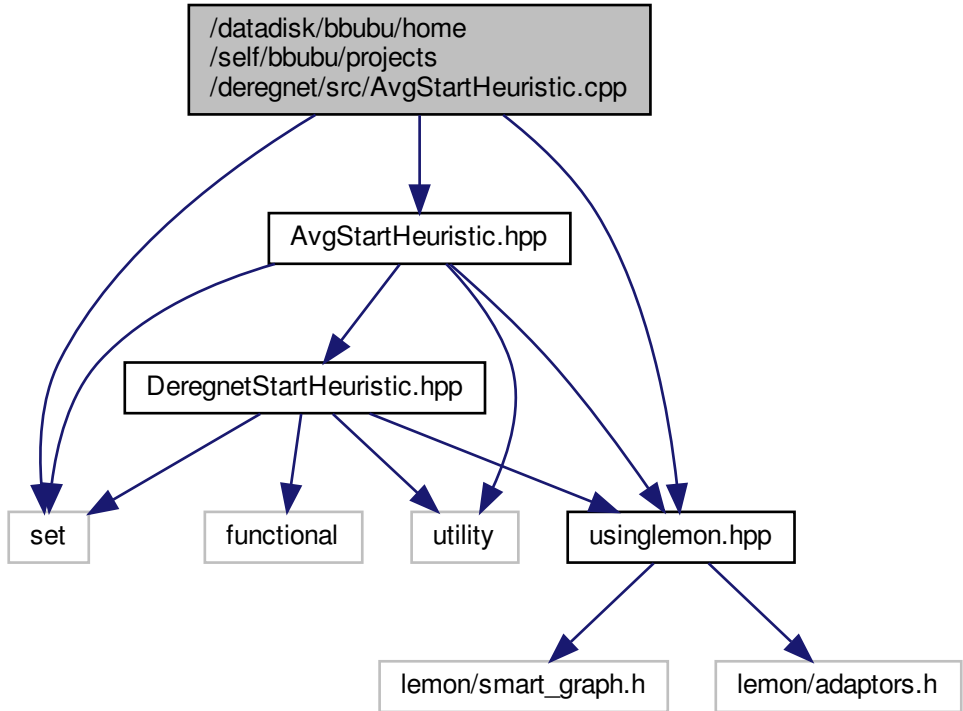 /datadisk/bbubu/home
/self/bbubu/projects
/deregnet/src/AvgStartHeuristic.cpp
AvgStartHeuristic.hpp
DeregnetStartHeuristic.hpp
set
functional
utility
usinglemon.hpp
lemon/smart_graph.h
lemon/adaptors.h